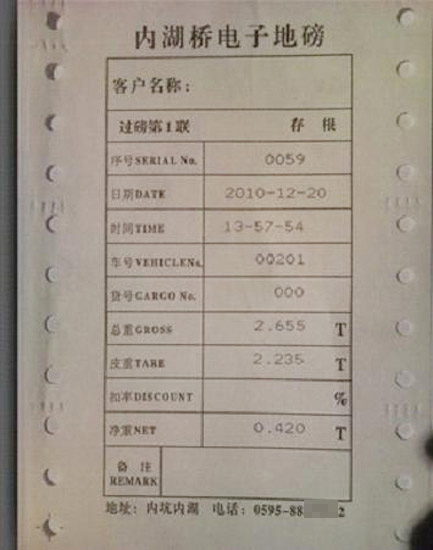 内湖桥电子地磅
客户名称:
过磅第1联 存 根
序号SERIAL No. 0059
日期DATE 2010-12-20
时间TIME 13-57-54
车号VEHICLENo. 00201
货号CARGO No. 000
总重GROSS 2.655 T
皮重TARE 2.235 T
扣率DISCOUNT %
净重NET 0.420 T
备 注
REMARK
地址: 内坑内湖 电话: 0595-88 2